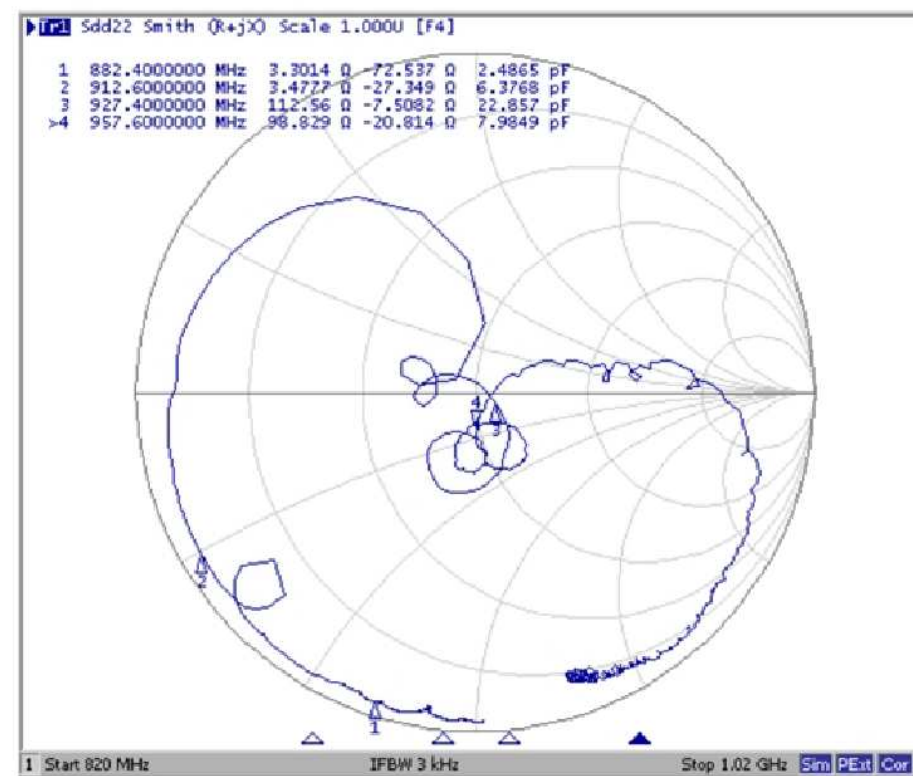 Tr1 Sdd22 Smith (R+jX) Scale 1.000U [F4]
1 882.4000000 MHz 3.3014 Ω -72.537 Ω 2.4865 pF
2 912.6000000 MHz 3.4777 Ω -27.349 Ω 6.3768 pF
3 927.4000000 MHz 112.56 Ω -7.5082 Ω 22.857 pF
>4 957.6000000 MHz 98.829 Ω -20.814 Ω 7.9849 pF
4
3
2
1
1 Start 820 MHz IFBW 3 kHz Stop 1.02 GHz Sim PExt Cor